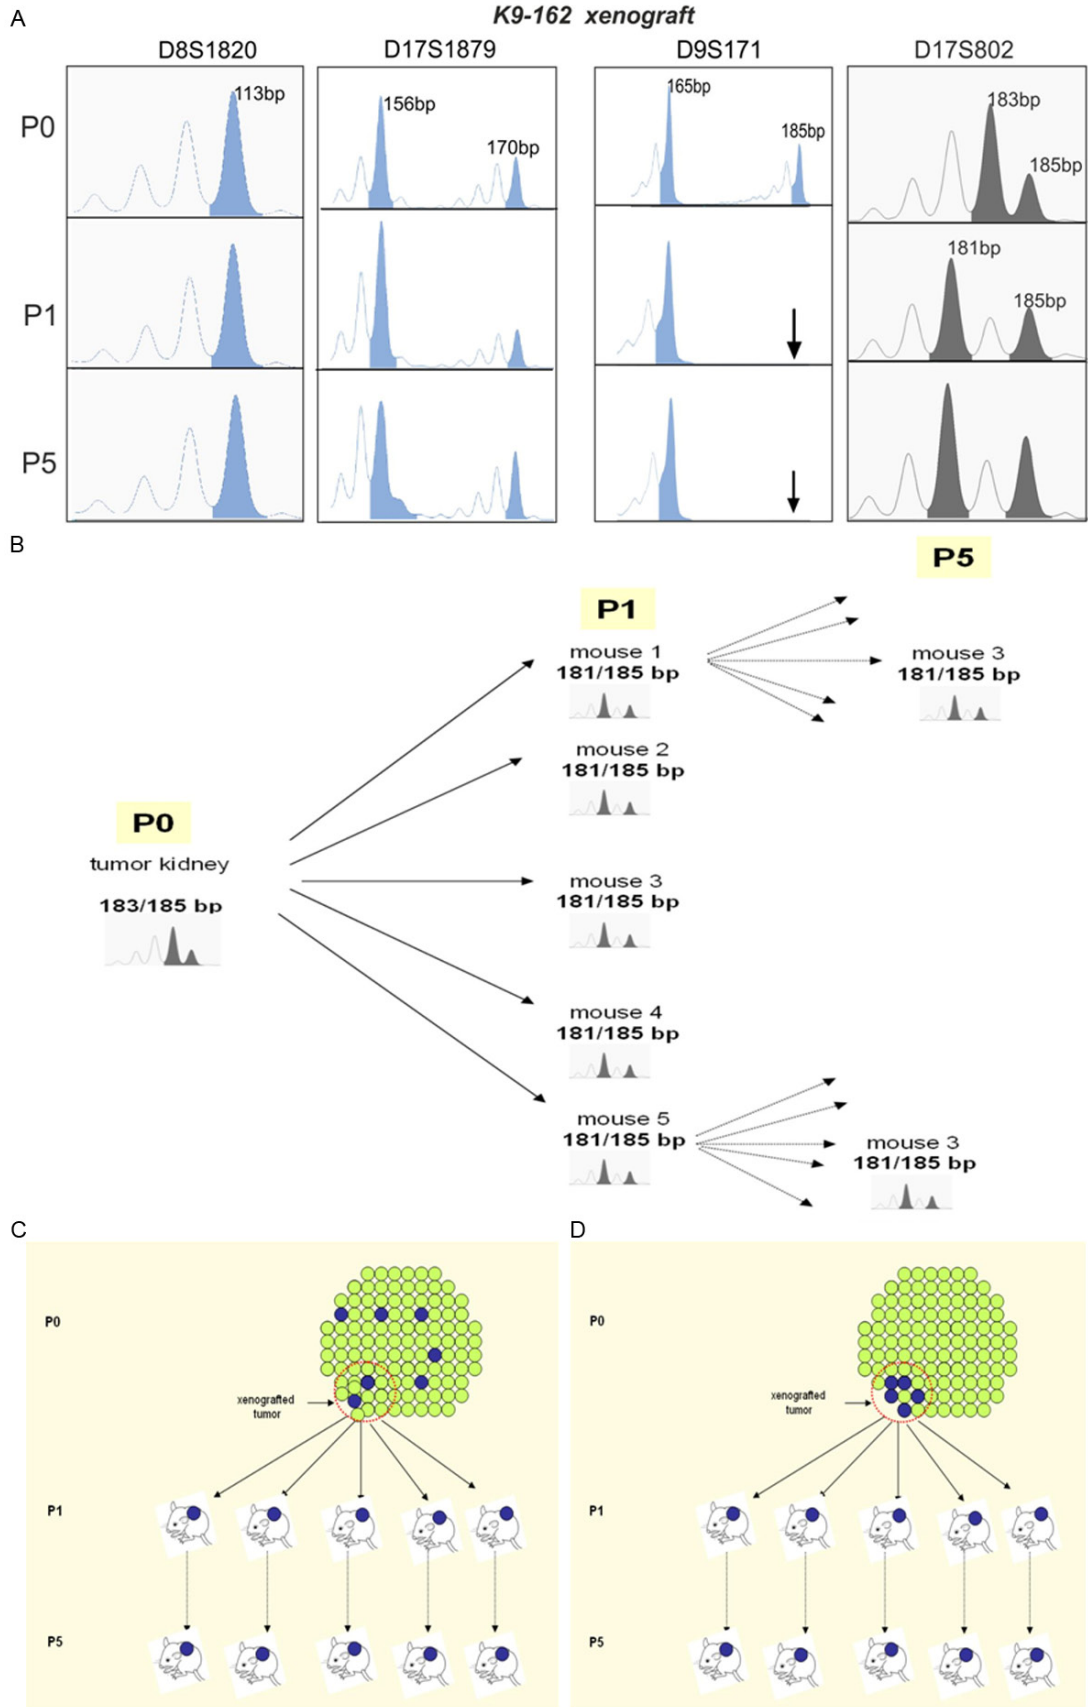 A
K9-162 xenograft
D8S1820
D17S1879
D9S171
D17S802
P0
113bp
156bp
170bp
165bp
185bp
183bp
185bp
P1
181bp
185bp
P5
B
P5
P1
mouse 1
181/185 bp
mouse 3
181/185 bp
mouse 2
181/185 bp
P0
tumor kidney
183/185 bp
mouse 3
181/185 bp
mouse 4
181/185 bp
mouse 5
181/185 bp
mouse 3
181/185 bp
C
P0
xenografted
tumor
P1
P5
D
P0
xenografted
tumor
P1
P5